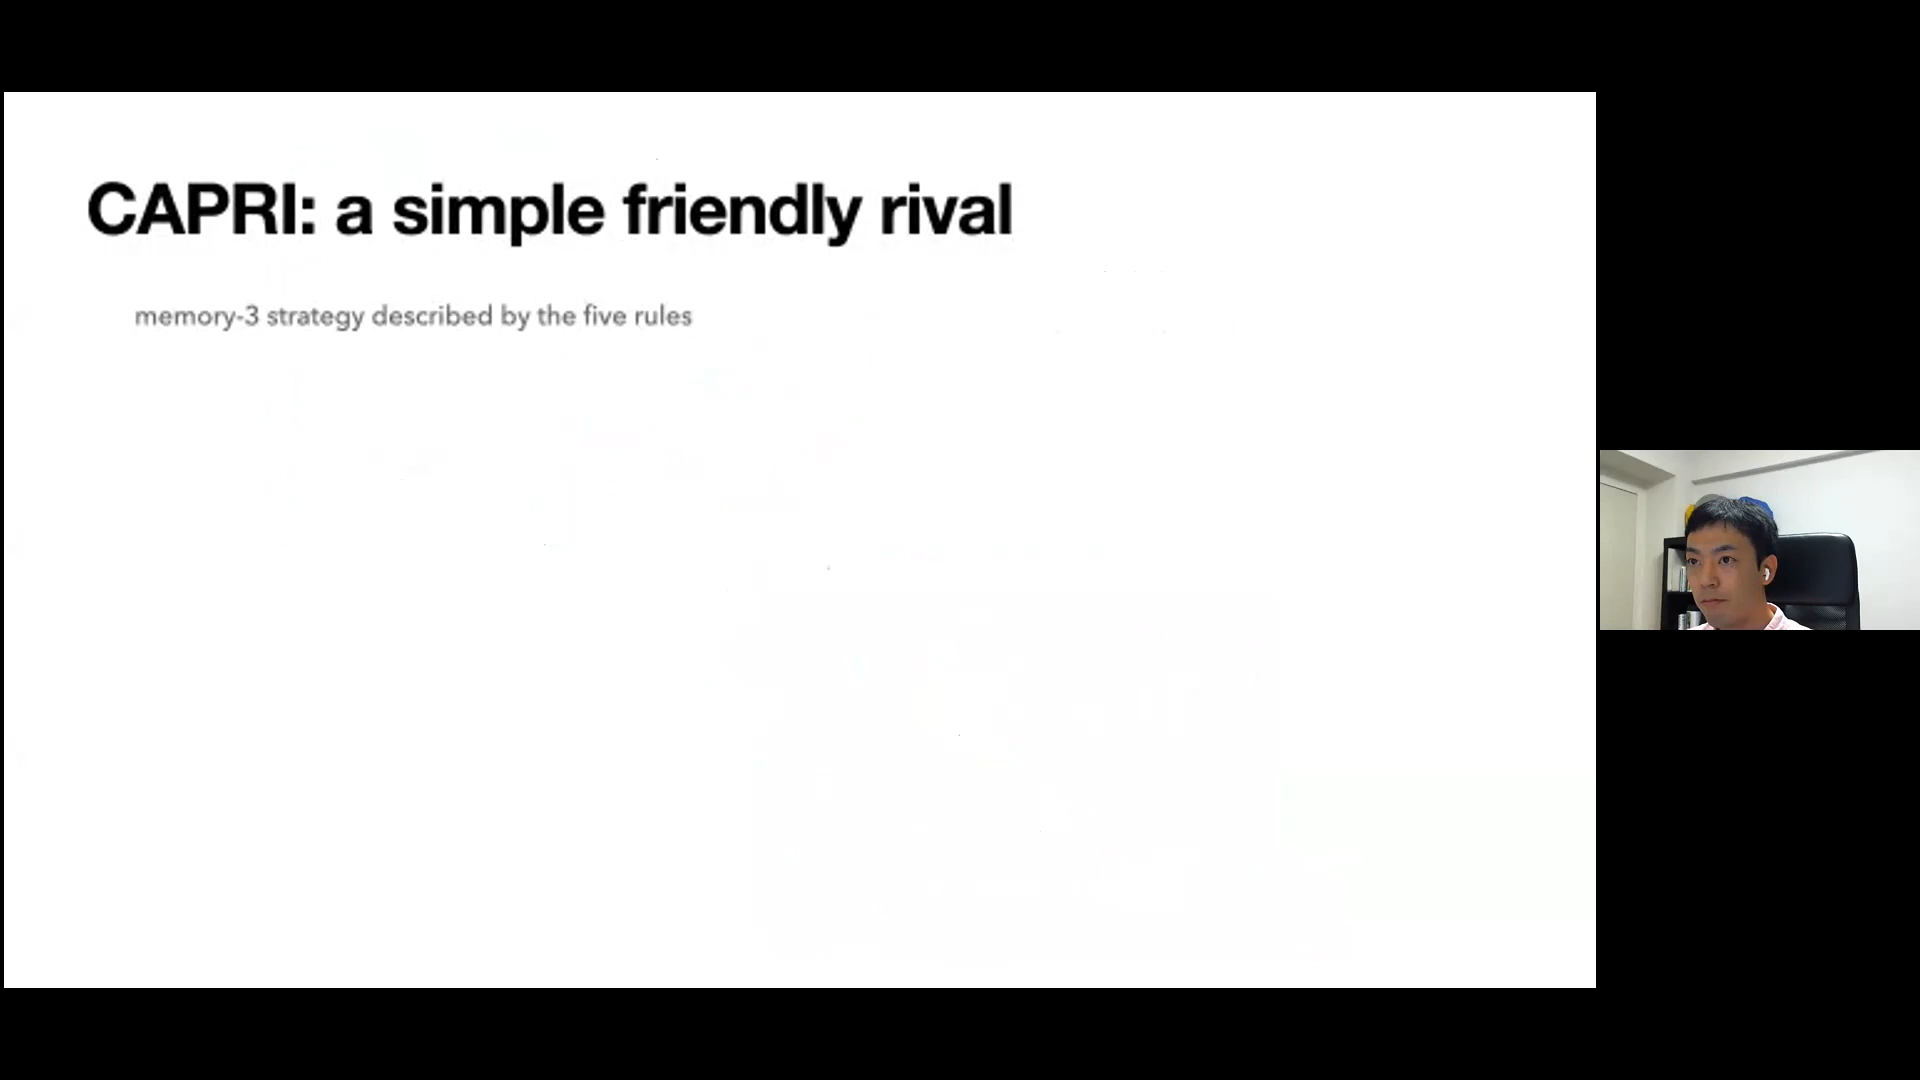 CAPRI: a simple friendly rival
memory-3 strategy described by the five rules